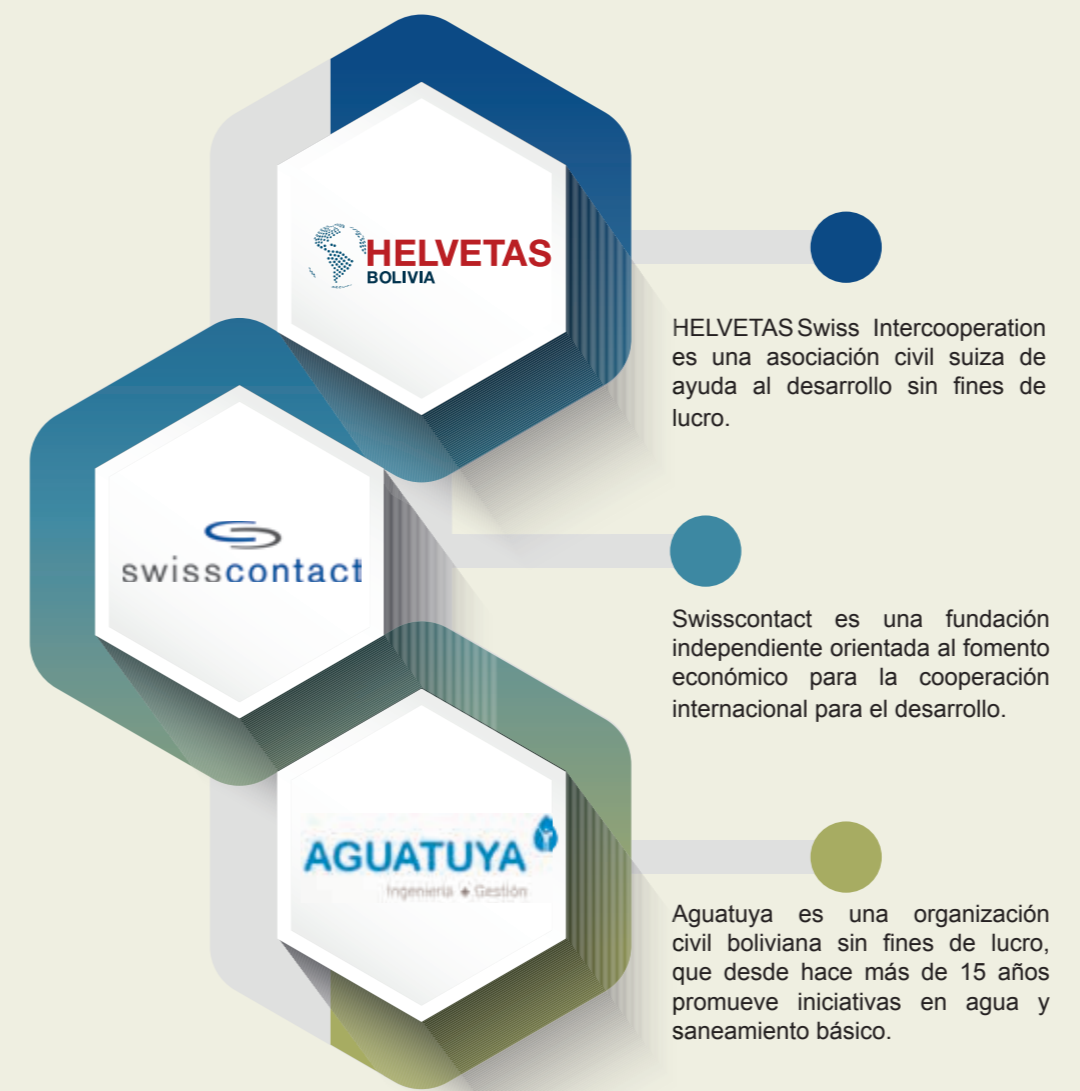 HELVETAS
BOLIVIA
HELVETAS Swiss Intercooperation
es una asociación civil suiza de
ayuda al desarrollo sin fines de
lucro.
swisscontact
Swisscontact es una fundación
independiente orientada al fomento
económico para la cooperación
internacional para el desarrollo.
AGUATUYA
Ingeniería + Gestión
Aguatuya es una organización
civil boliviana sin fines de lucro,
que desde hace más de 15 años
promueve iniciativas en agua y
saneamiento básico.